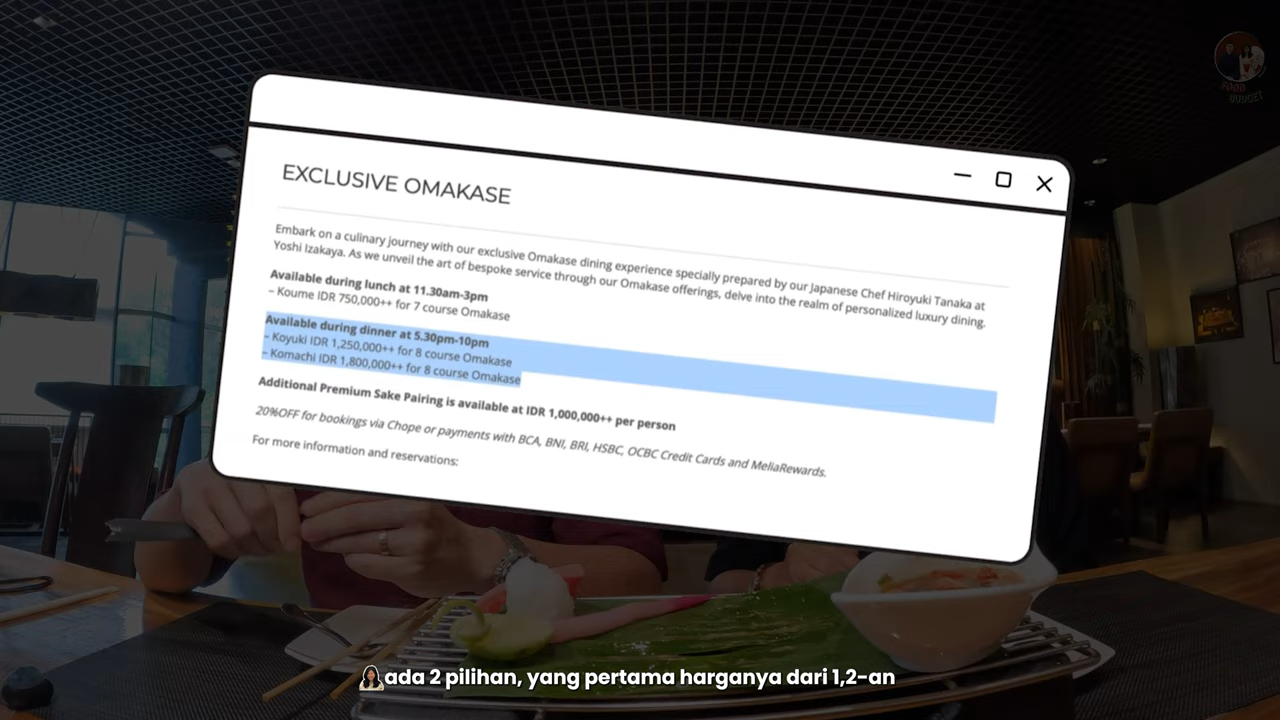 FOOD
BUDGET
EXCLUSIVE OMAKASE
Embark on a culinary journey with our exclusive Omakase dining experience specially prepared by our Japanese Chef Hiroyuki Tanaka at
Yoshi Izakaya. As we unveil the art of bespoke service through our Omakase offerings, delve into the realm of personalized luxury dining.
Available during lunch at 11.30am-3pm
– Koume IDR 750,000++ for 7 course Omakase
Available during dinner at 5.30pm-10pm
– Koyuki IDR 1,250,000++ for 8 course Omakase
– Komachi IDR 1,800,000++ for 8 course Omakase
Additional Premium Sake Pairing is available at IDR 1,000,000++ per person
20%OFF for bookings via Chope or payments with BCA, BNI, BRI, HSBC, OCBC Credit Cards and MeliaRewards.
For more information and reservations:
ada 2 pilihan, yang pertama harganya dari 1,2-an